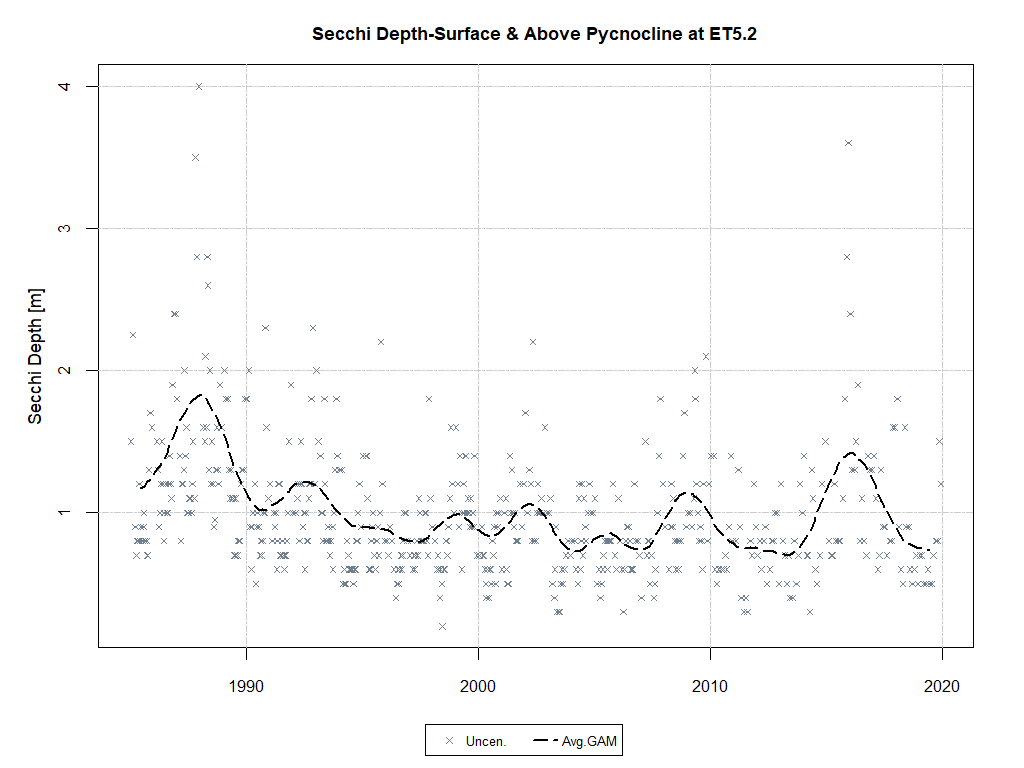 Secchi Depth-Surface & Above Pycnocline at ET5.2
Secchi Depth [m]
4
3
2
1
1990 2000 2010 2020
Uncen. Avg.GAM